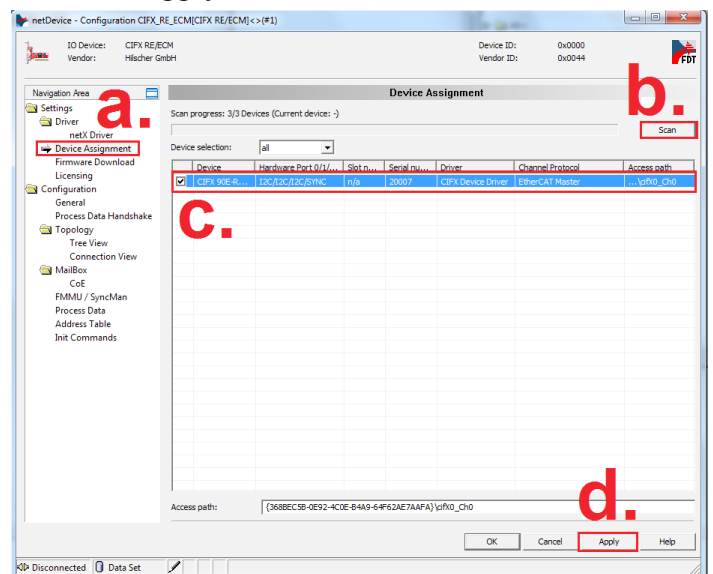 netDevice - Configuration CIFX_RE_ECM[CIFX RE/ECM]<>(#1)
IO Device: CIFX RE/ECM Device ID: 0x0000
Vendor: Hilscher GmbH Vendor ID: 0x0044
FDT
Navigation Area
Device Assignment
a.
b.
Settings
Driver
netX Driver
Device Assignment
Firmware Download
Licensing
Configuration
General
Process Data Handshake
Topology
Tree View
Connection View
MailBox
CoE
FMMU / SyncMan
Process Data
Address Table
Init Commands
Scan progress: 3/3 Devices (Current device: -)
Scan
Device selection: all
Device Hardware Port 0/1/... Slot n... Serial nu... Driver Channel Protocol Access path
CIFX 90E-R... I2C/I2C/I2C/SYNC n/a 20007 CIFX Device Driver EtherCAT Master ...\cifX0_Ch0
c.
d.
Access path: {368BEC5B-0E92-4C0E-B4A9-64F62AE7AAFA}\cifX0_Ch0
OK Cancel Apply Help
Disconnected Data Set